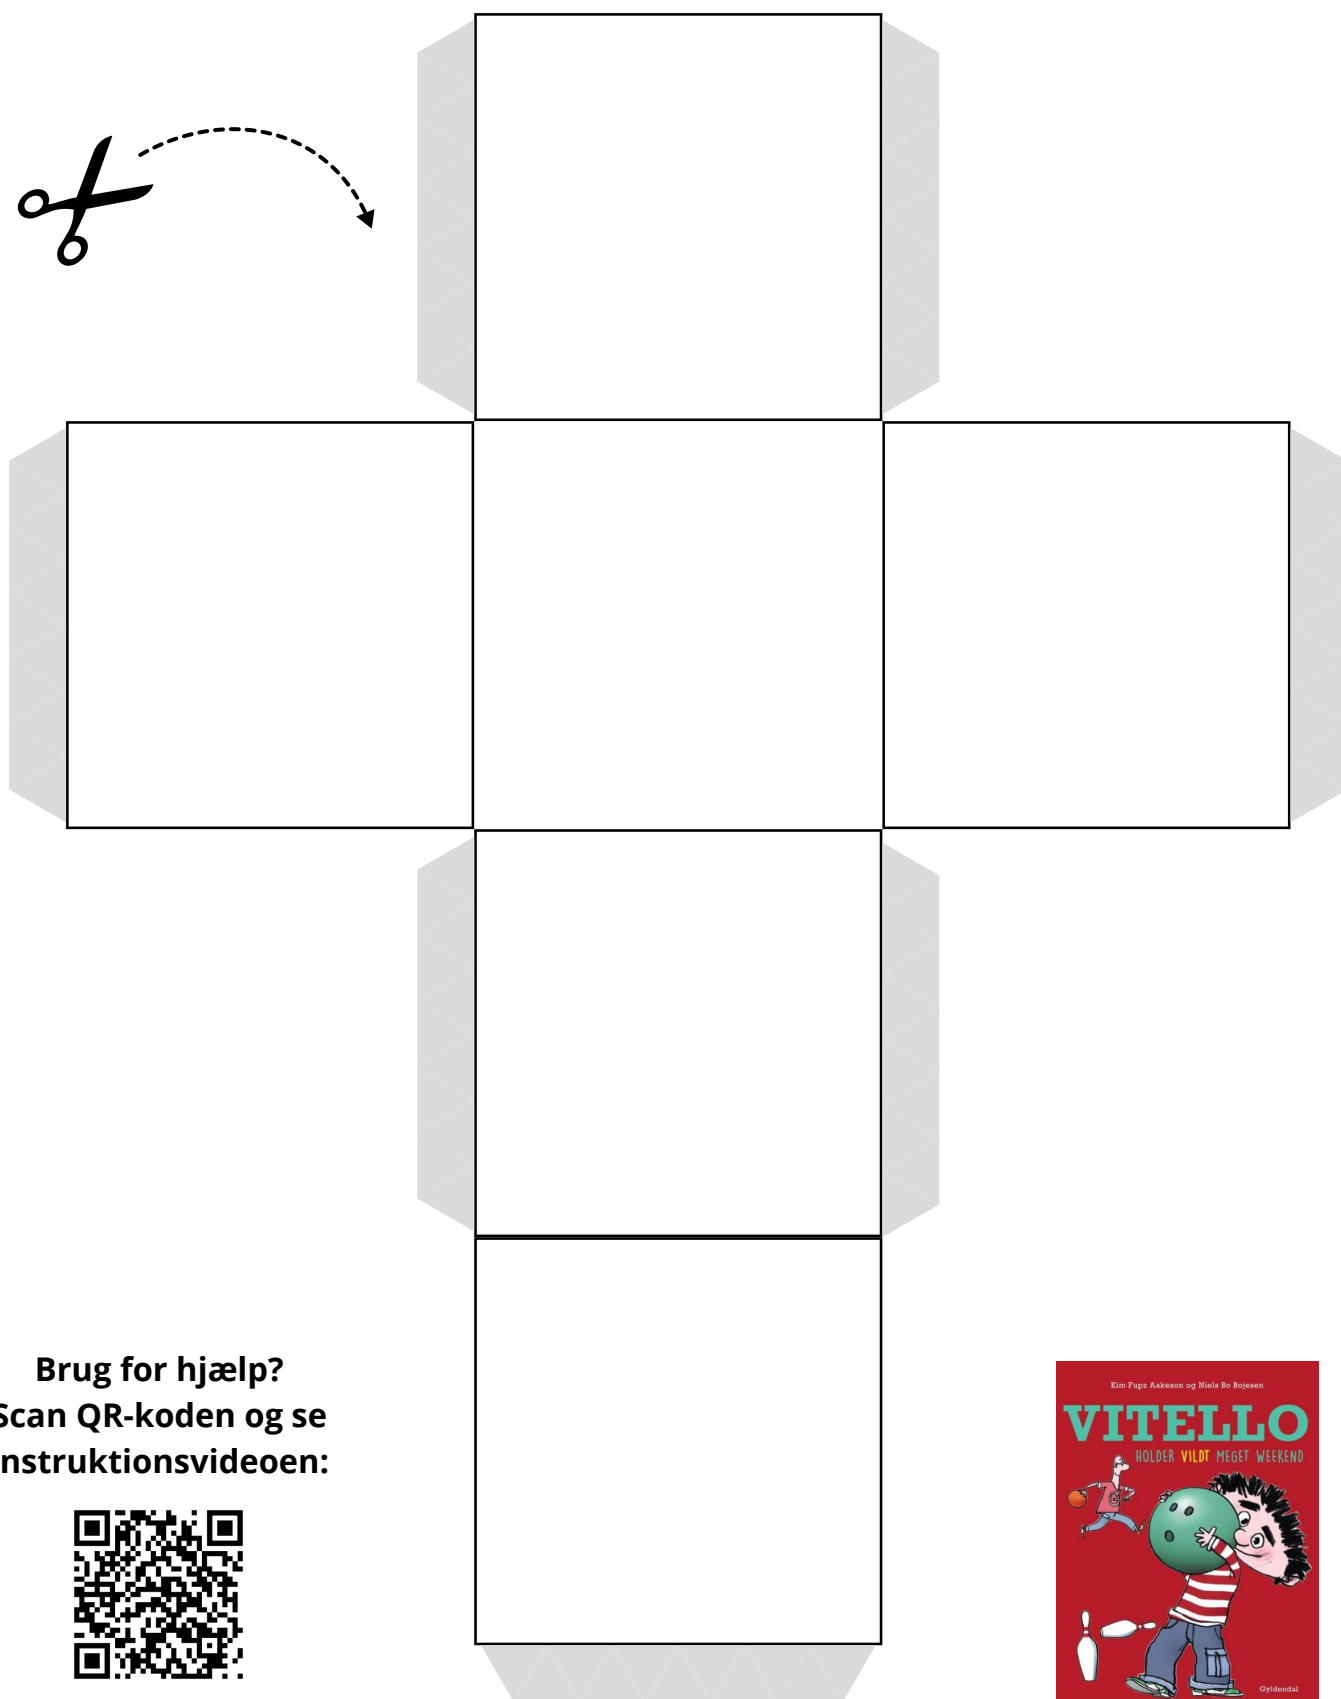 Brug for hjælp?
Scan QR-koden og se
nstruktionsvideoen:
Kim Fupz Aakeson og Niels Bo Bojesen
VITELLO
HOLDER VILDT MEGET WEEKEND
G
Gyldendal